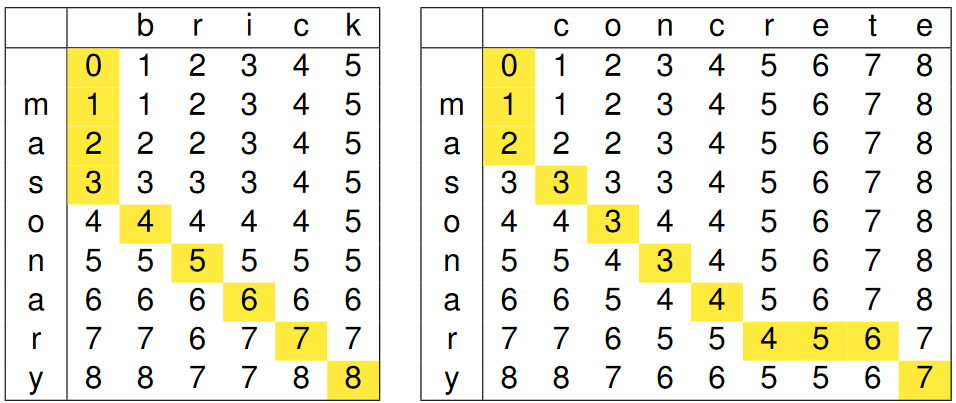 b r i c k
0 1 2 3 4 5
m 1 1 2 3 4 5
a 2 2 2 3 4 5
s 3 3 3 3 4 5
o 4 4 4 4 4 5
n 5 5 5 5 5 5
a 6 6 6 6 6 6
r 7 7 6 7 7 7
y 8 8 7 7 8 8
c o n c r e t e
0 1 2 3 4 5 6 7 8
m 1 1 2 3 4 5 6 7 8
a 2 2 2 3 4 5 6 7 8
s 3 3 3 3 4 5 6 7 8
o 4 4 3 4 4 5 6 7 8
n 5 5 4 3 4 5 6 7 8
a 6 6 5 4 4 5 6 7 8
r 7 7 6 5 5 4 5 6 7
y 8 8 7 6 6 5 5 6 7